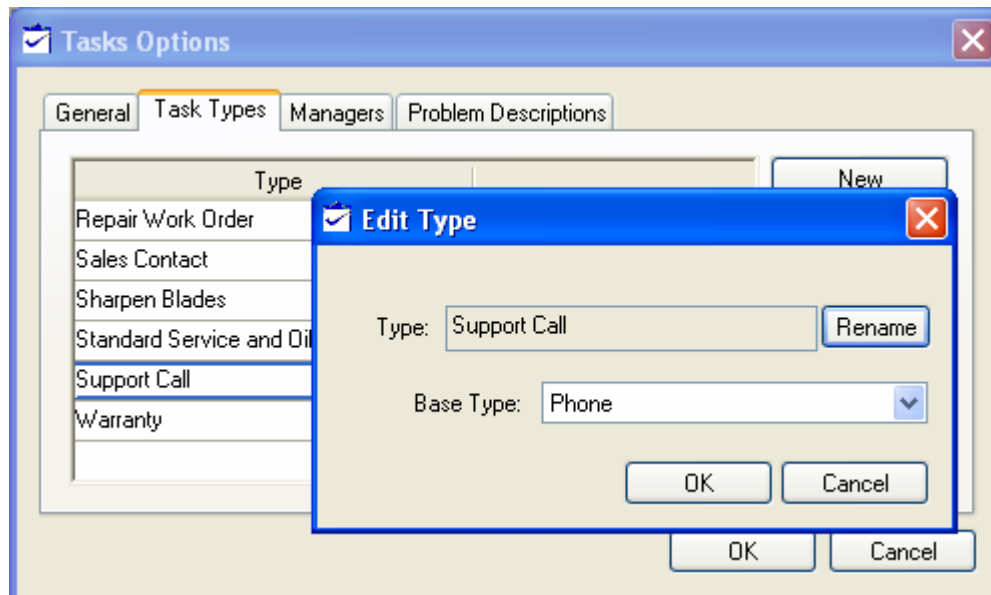 Tasks Options
General Task Types Managers Problem Descriptions
Type
New
Repair Work Order
Sales Contact
Sharpen Blades
Standard Service and Oil
Support Call
Warranty
Edit Type
Type: Support Call Rename
Base Type: Phone
OK Cancel
OK Cancel